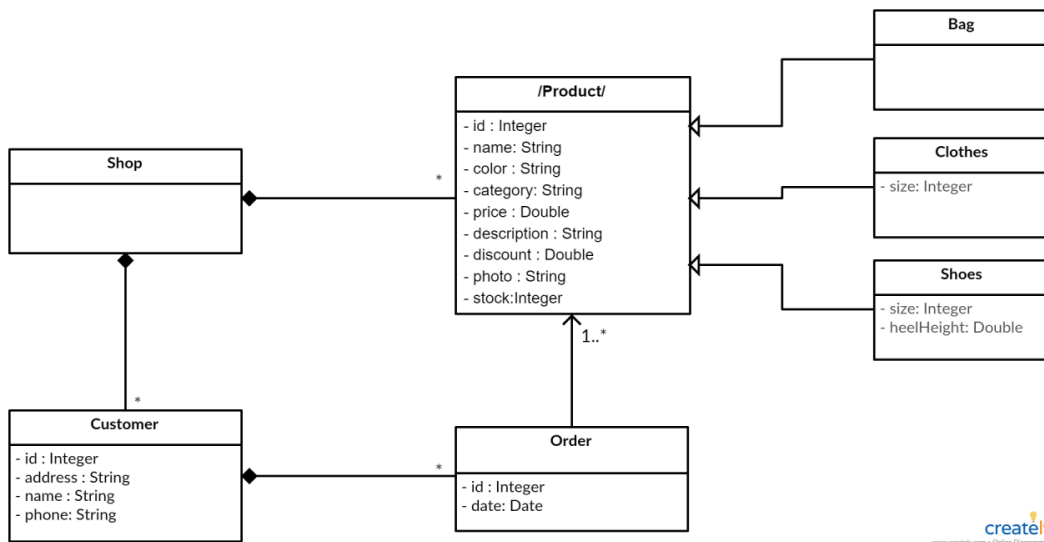 Bag
/Product/
- id : Integer
- name: String
- color : String
- category: String
- price : Double
- description : String
- discount : Double
- photo : String
- stock:Integer
Clothes
- size: Integer
Shop
*
Shoes
- size: Integer
- heelHeight: Double
1..*
*
Customer
- id : Integer
- address : String
- name : String
- phone: String
*
Order
- id : Integer
- date: Date
createl